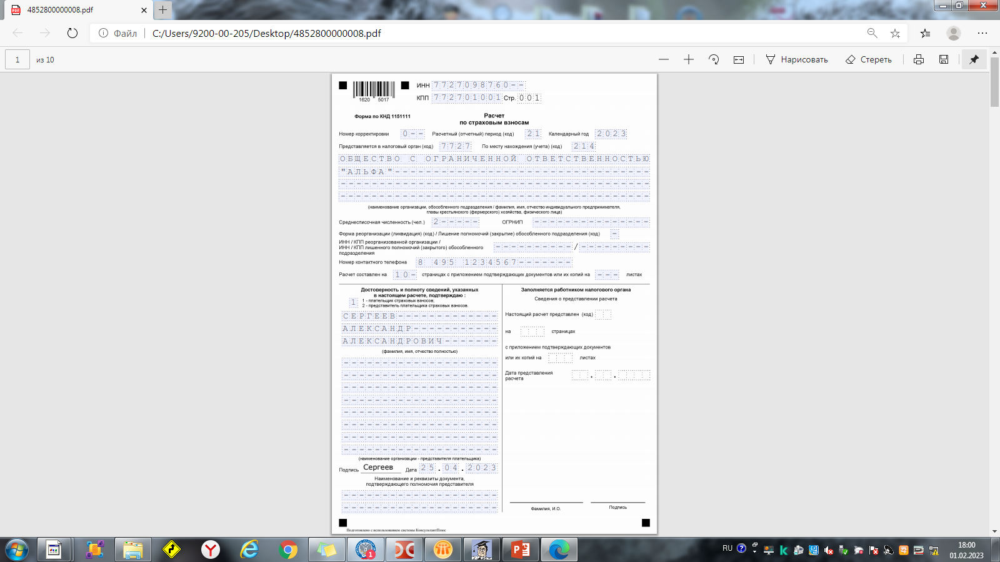 4852800000008.pdf
Файл C:/Users/9200-00-205/Desktop/4852800000008.pdf
1 из 10 Нарисовать Стереть
ИНН 7727098760--
1620 5017
КПП 772701001 Стр. 001
Форма по КНД 1151111
Расчет
по страховым взносам
Номер корректировки 0-- Расчетный (отчетный) период (код) 21 Календарный год 2023
Представляется в налоговый орган (код) 7727 По месту нахождения (учета) (код) 214
ОБЩЕСТВО С ОГРАНИЧЕННОЙ ОТВЕТСТВЕННОСТЬЮ
"АЛЬФА"---------------------------------
----------------------------------------
----------------------------------------
(наименование организации, обособленного подразделения / фамилия, имя, отчество индивидуального предпринимателя,
главы крестьянского (фермерского) хозяйства, физического лица)
Среднесписочная численность (чел.) 2----- ОГРНИП ---------------
Форма реорганизации (ликвидация) (код) / Лишение полномочий (закрытие) обособленного подразделения (код) -
ИНН / КПП реорганизованной организации /
ИНН / КПП лишенного полномочий (закрытого) обособленного
подразделения ---------- / ---------
Номер контактного телефона 8 495 1234567-------
Расчет составлен на 10- страницах с приложением подтверждающих документов или их копий на --- листах
Достоверность и полноту сведений, указанных
в настоящем расчете, подтверждаю :
1 1 - плательщик страховых взносов;
2 - представитель плательщика страховых взносов.
СЕРГЕЕВ-------------
АЛЕКСАНДР-----------
АЛЕКСАНДРОВИЧ-------
(фамилия, имя, отчество полностью)
--------------------
--------------------
--------------------
--------------------
--------------------
--------------------
--------------------
--------------------
(наименование организации - представителя плательщика)
Подпись Сергеев Дата 25.04.2023
Наименование и реквизиты документа,
подтверждающего полномочия представителя
--------------------
--------------------
Заполняется работником налогового органа
Сведения о представлении расчета
Настоящий расчет представлен (код)
на страницах
с приложением подтверждающих документов
или их копий на листах
Дата представления
расчета . .
Фамилия, И.О. Подпись
Подготовлено с использованием системы КонсультантПлюс
1
RU 18:00
01.02.2023